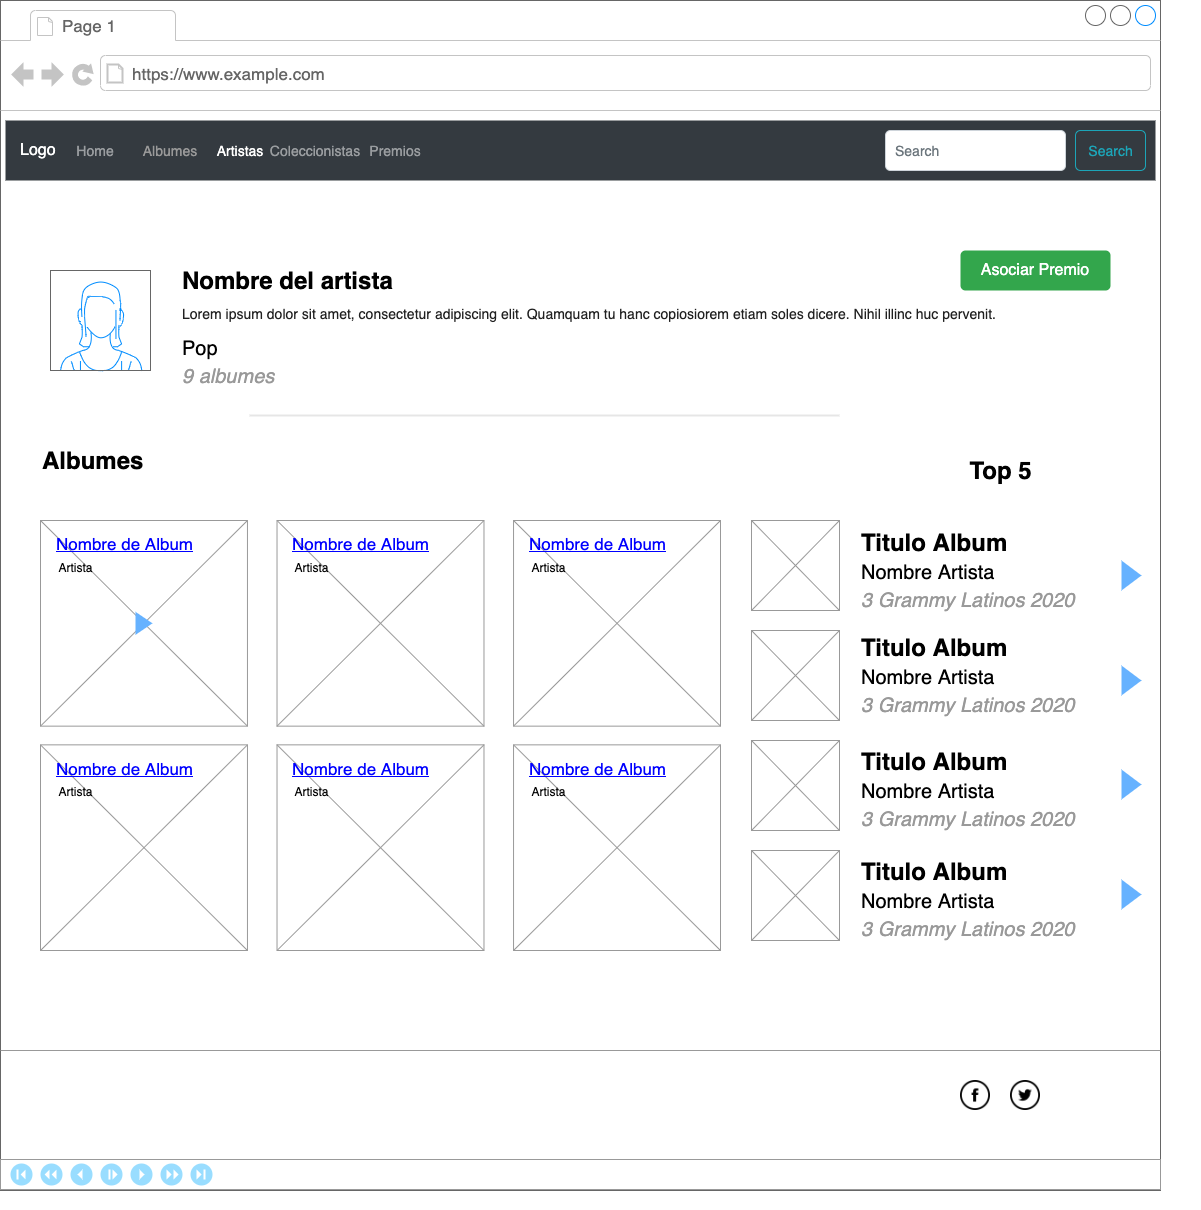 Page 1
https://www.example.com
Logo Home Albumes Artistas Coleccionistas Premios Search Search
Asociar Premio
Nombre del artista
Lorem ipsum dolor sit amet, consectetur adipiscing elit. Quamquam tu hanc copiosiorem etiam soles dicere. Nihil illinc huc pervenit.
Pop
9 albumes
Albumes
Nombre de Album
Artista
Nombre de Album
Artista
Nombre de Album
Artista
Nombre de Album
Artista
Nombre de Album
Artista
Nombre de Album
Artista
Top 5
Titulo Album
Nombre Artista
3 Grammy Latinos 2020
Titulo Album
Nombre Artista
3 Grammy Latinos 2020
Titulo Album
Nombre Artista
3 Grammy Latinos 2020
Titulo Album
Nombre Artista
3 Grammy Latinos 2020